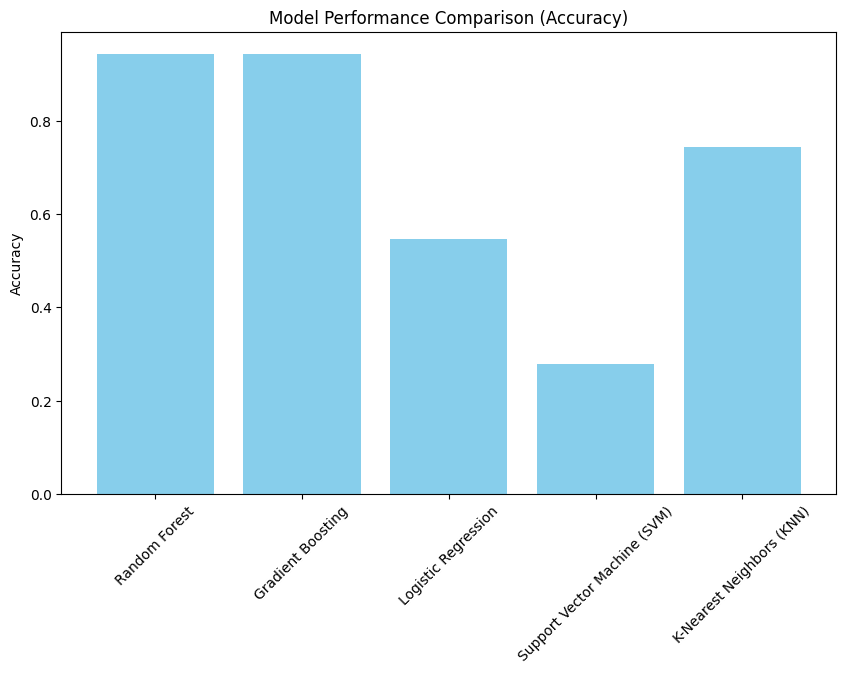 Model Performance Comparison (Accuracy)
Accuracy
0.8
0.6
0.4
0.2
0.0
Random Forest
Gradient Boosting
Logistic Regression
Support Vector Machine (SVM)
K-Nearest Neighbors (KNN)